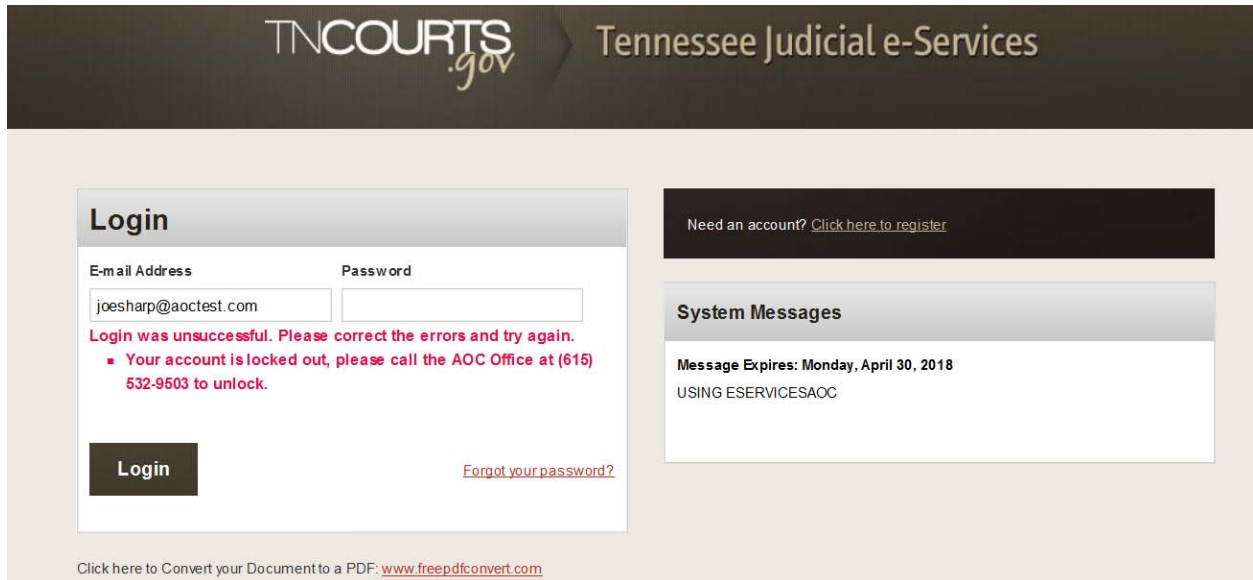 TNCOURTS
.gov
Tennessee Judicial e-Services
Login
E-mail Address
Password
joesharp@aoctest.com
Login was unsuccessful. Please correct the errors and try again.
Your account is locked out, please call the AOC Office at (615)
532-9503 to unlock.
Login
Forgot your password?
Need an account? Click here to register
System Messages
Message Expires: Monday, April 30, 2018
USING ESERVICESAOC
Click here to Convert your Document to a PDF: www.freepdfconvert.com